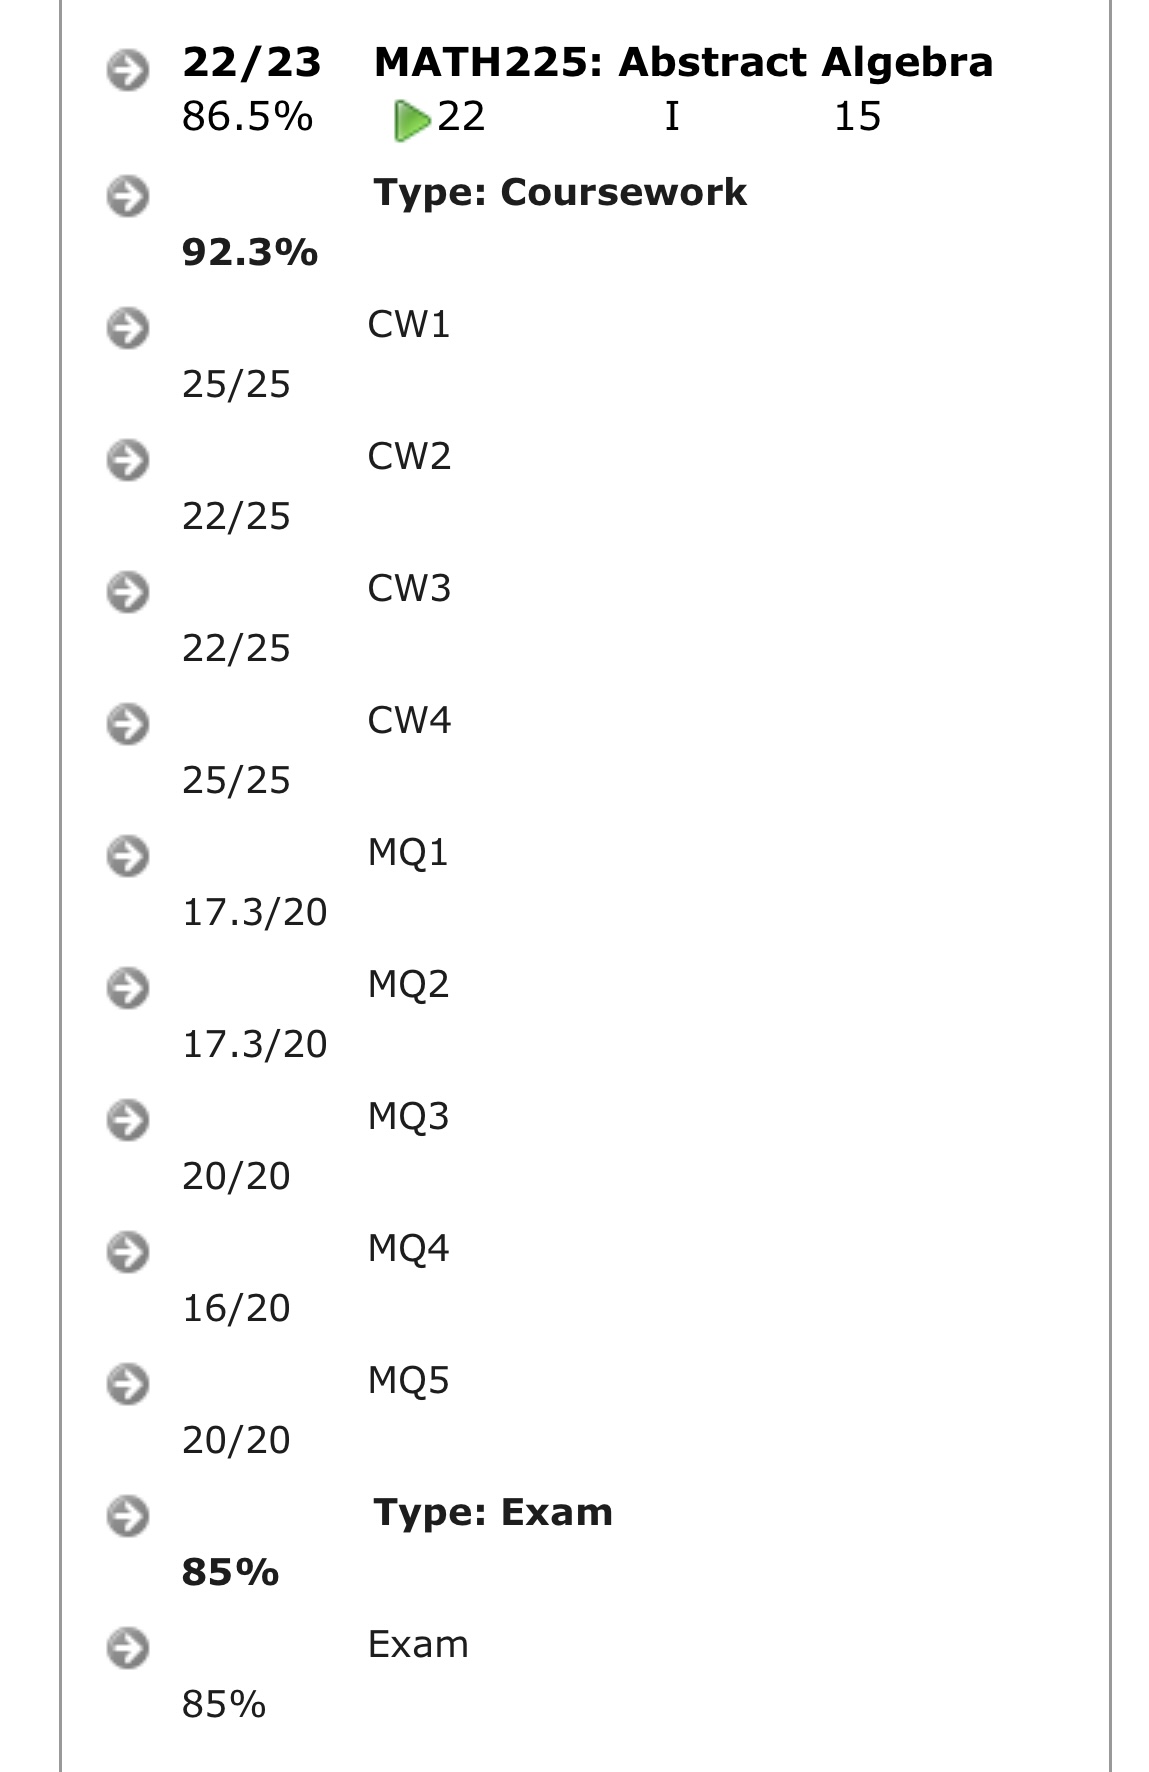 22/23 MATH225: Abstract Algebra
86.5% 22 I 15
Type: Coursework
92.3%
CW1
25/25
CW2
22/25
CW3
22/25
CW4
25/25
MQ1
17.3/20
MQ2
17.3/20
MQ3
20/20
MQ4
16/20
MQ5
20/20
Type: Exam
85%
Exam
85%